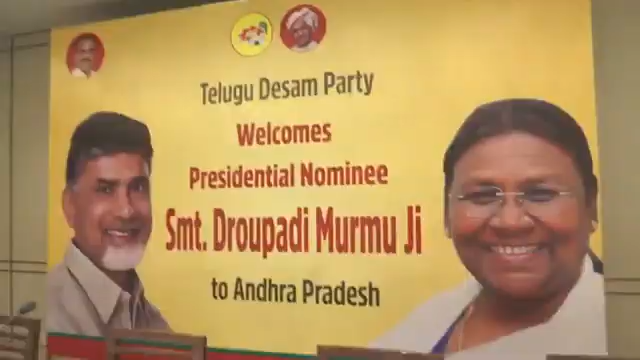 Telugu Desam Party
Welcomes
Presidential Nominee
Smt. Droupadi Murmu Ji
to Andhra Pradesh